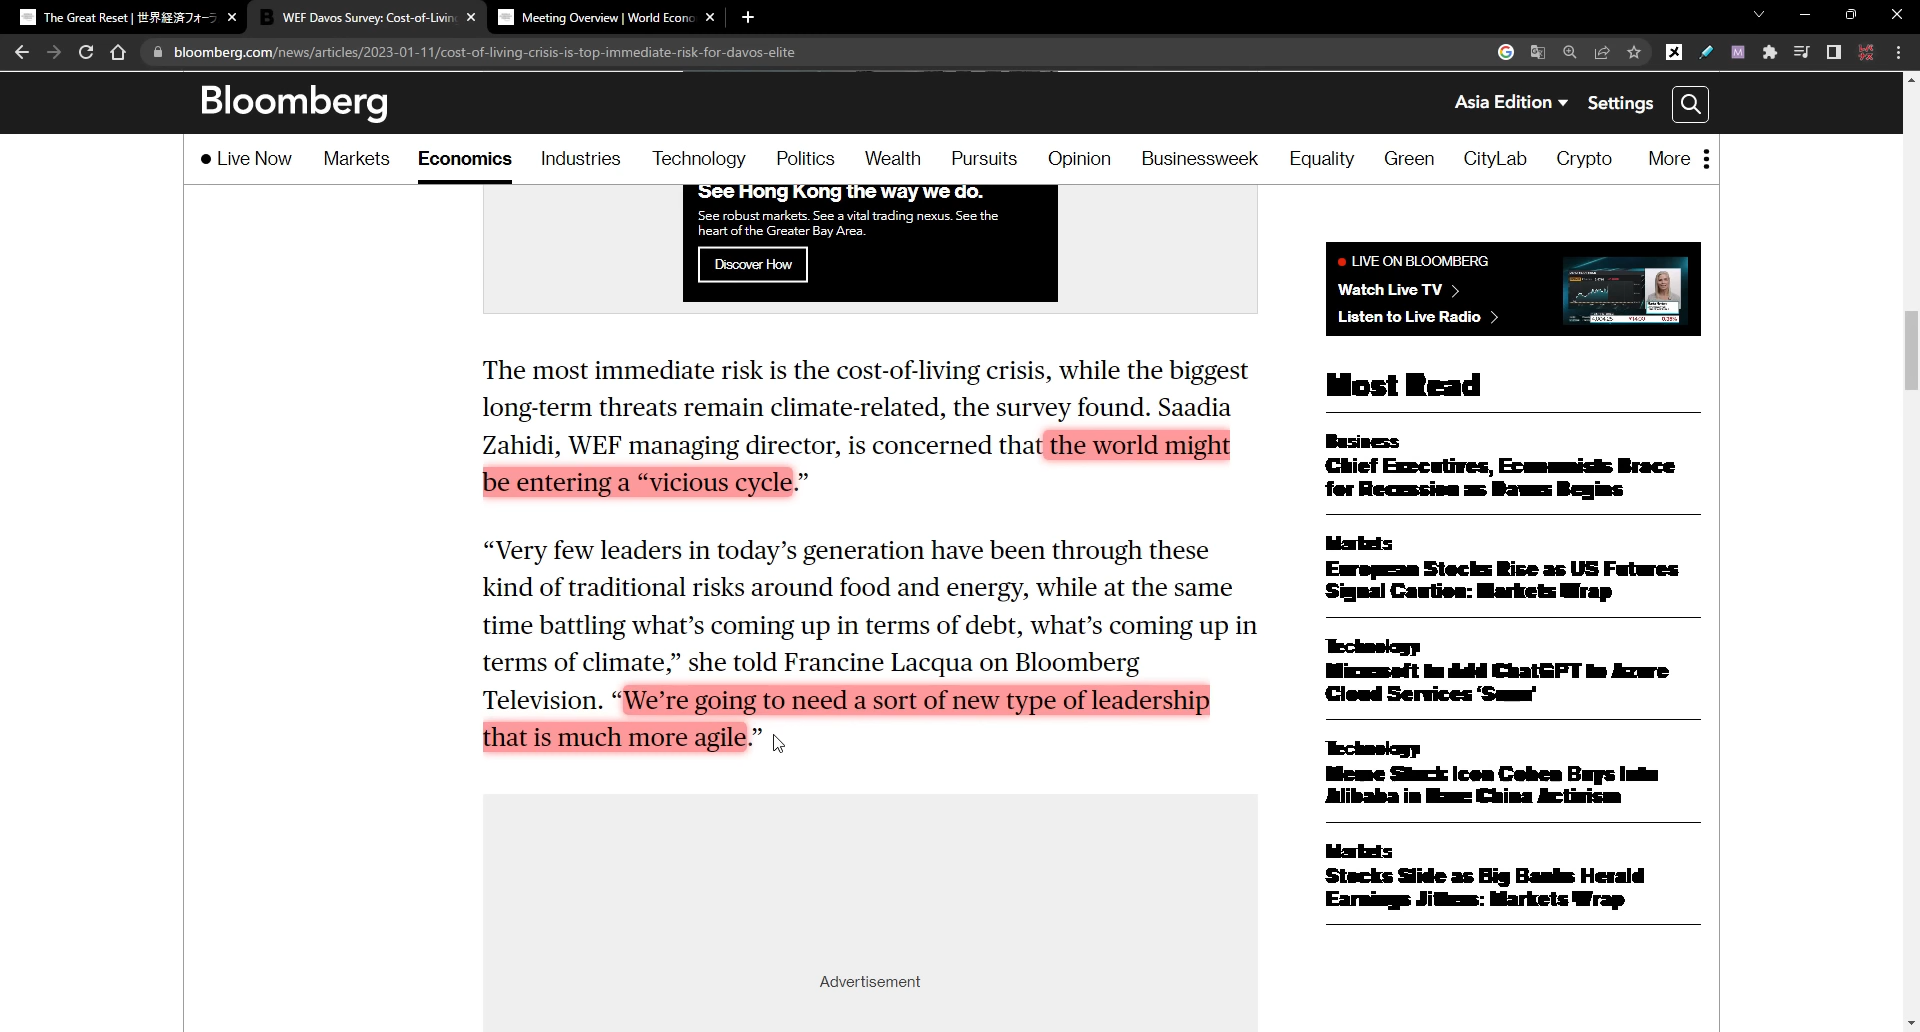 The Great Reset | 世界経済フォーラ
WEF Davos Survey: Cost-of-Living
Meeting Overview | World Econo
bloomberg.com/news/articles/2023-01-11/cost-of-living-crisis-is-top-immediate-risk-for-davos-elite
Bloomberg
Asia Edition
Settings
Live Now
Markets
Economics
Industries
Technology
Politics
Wealth
Pursuits
Opinion
Businessweek
Equality
Green
CityLab
Crypto
More
See Hong Kong the way we do.
See robust markets. See a vital trading nexus. See the
heart of the Greater Bay Area.
Discover How
LIVE ON BLOOMBERG
Watch Live TV
Listen to Live Radio
The most immediate risk is the cost-of-living crisis, while the biggest
long-term threats remain climate-related, the survey found. Saadia
Zahidi, WEF managing director, is concerned that the world might
be entering a “vicious cycle.”
“Very few leaders in today’s generation have been through these
kind of traditional risks around food and energy, while at the same
time battling what’s coming up in terms of debt, what’s coming up in
terms of climate,” she told Francine Lacqua on Bloomberg
Television. “We’re going to need a sort of new type of leadership
that is much more agile.”
Advertisement
Most Read
Business
Chief Executives, Economists Brace
for Recession as Davos Begins
Markets
European Stocks Rise as US Futures
Signal Caution: Markets Wrap
Technology
Microsoft to Add ChatGPT to Azure
Cloud Services ‘Soon’
Technology
Meme Stock Icon Cohen Buys Into
Alibaba in Rare China Activism
Markets
Stocks Slide as Big Banks Herald
Earnings Jitters: Markets Wrap